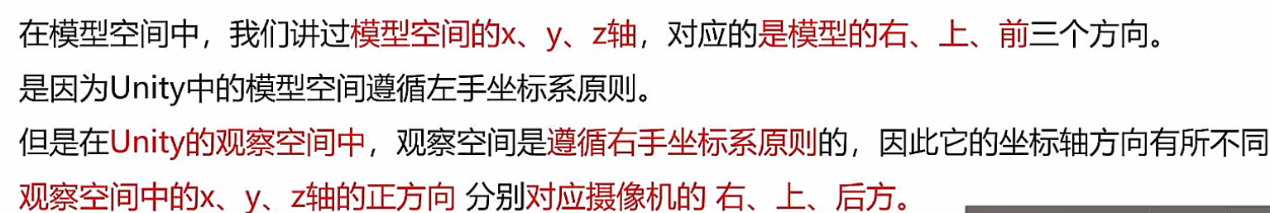 在模型空间中，我们讲过模型空间的x、y、z轴，对应的是模型的右、上、前三个方向。
是因为Unity中的模型空间遵循左手坐标系原则。
但是在Unity的观察空间中，观察空间是遵循右手坐标系原则的，因此它的坐标轴方向有所不同
观察空间中的x、y、z轴的正方向 分别对应摄像机的 右、上、后方。